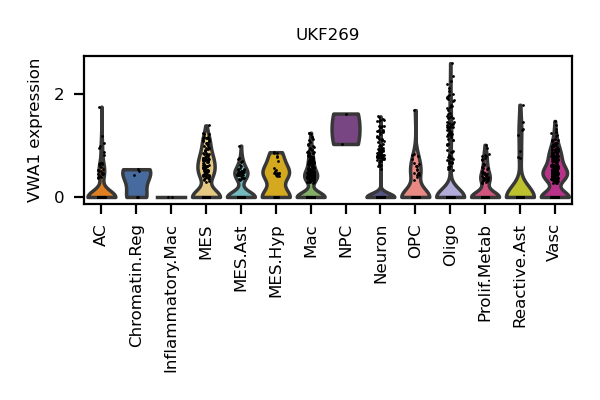 UKF269
VWA1 expression
2
0
AC
Chromatin.Reg
Inflammatory.Mac
MES
MES.Ast
MES.Hyp
Mac
NPC
Neuron
OPC
Oligo
Prolif.Metab
Reactive.Ast
Vasc